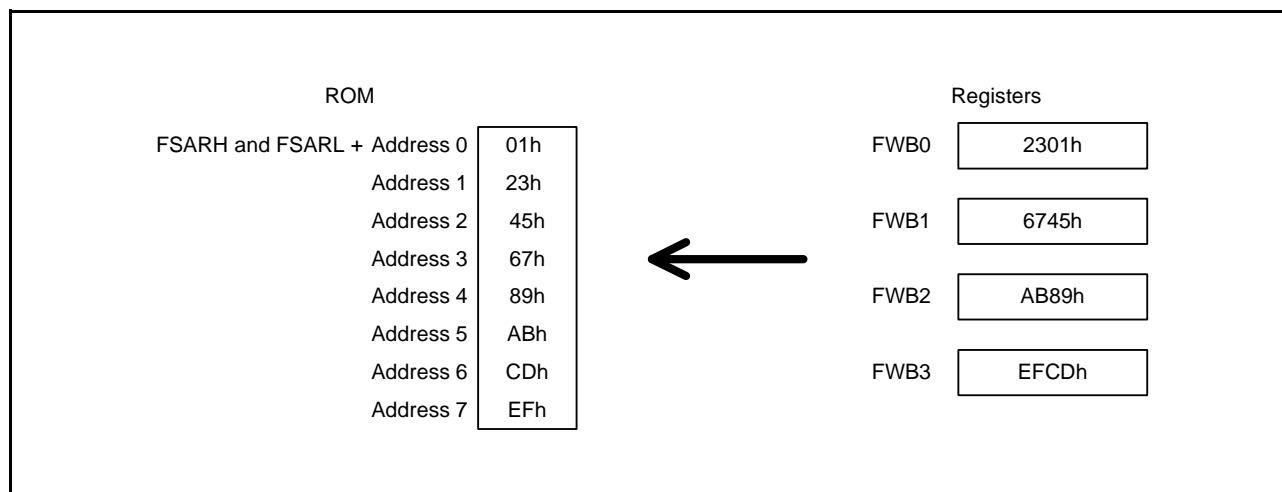 ROM
FSARH and FSARL + Address 0 01h
Address 1 23h
Address 2 45h
Address 3 67h
Address 4 89h
Address 5 ABh
Address 6 CDh
Address 7 EFh
Registers
FWB0 2301h
FWB1 6745h
FWB2 AB89h
FWB3 EFCDh